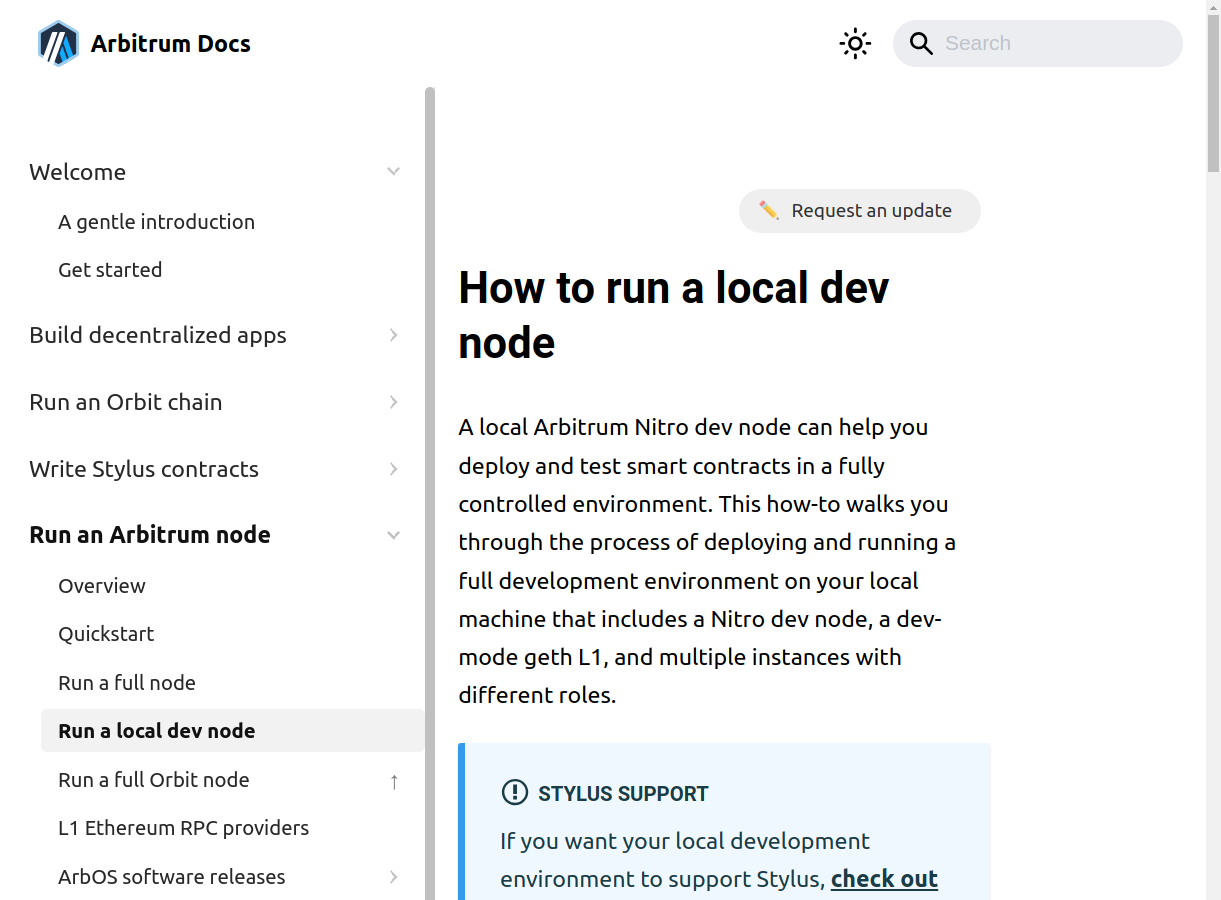 Arbitrum Docs
Search
Welcome
A gentle introduction
Get started
Build decentralized apps
Run an Orbit chain
Write Stylus contracts
Run an Arbitrum node
Overview
Quickstart
Run a full node
Run a local dev node
Run a full Orbit node ↑
L1 Ethereum RPC providers
ArbOS software releases
Request an update
How to run a local dev
node
A local Arbitrum Nitro dev node can help you
deploy and test smart contracts in a fully
controlled environment. This how-to walks you
through the process of deploying and running a
full development environment on your local
machine that includes a Nitro dev node, a dev-
mode geth L1, and multiple instances with
different roles.
STYLUS SUPPORT
If you want your local development
environment to support Stylus, check out